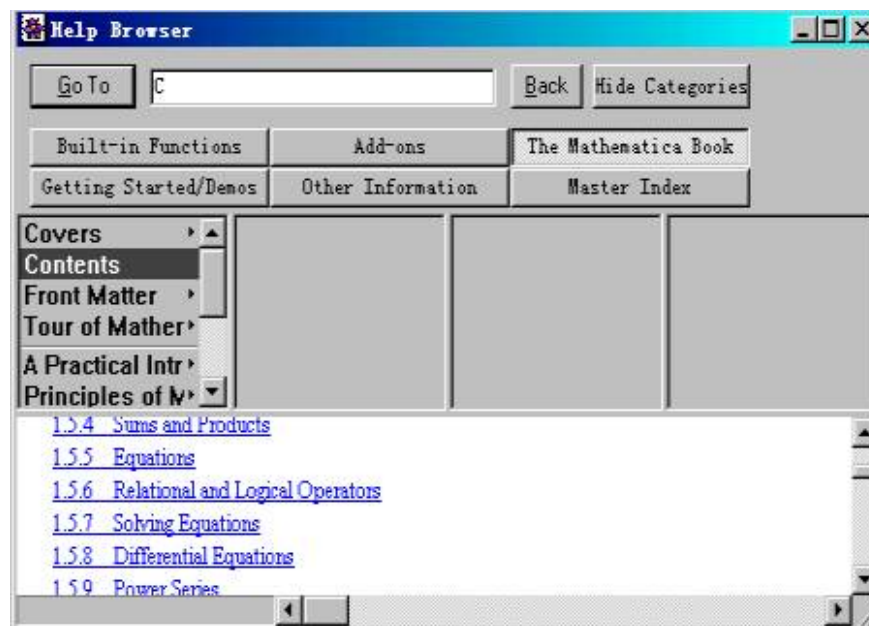 Help Browser
Go To C Back Hide Categories
Built-in Functions Add-ons The Mathematica Book
Getting Started/Demos Other Information Master Index
Covers
Contents
Front Matter
Tour of Mather
A Practical Intr
Principles of M
1.5.4 Sums and Products
1.5.5 Equations
1.5.6 Relational and Logical Operators
1.5.7 Solving Equations
1.5.8 Differential Equations
1.5.9 Power Series